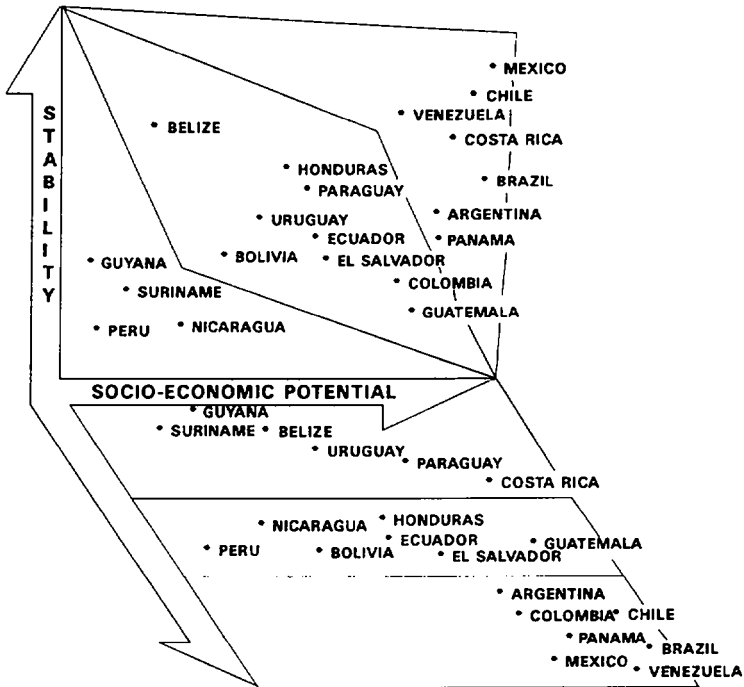 MEXICO
CHILE
VENEZUELA
BELIZE
COSTA RICA
HONDURAS
BRAZIL
PARAGUAY
URUGUAY
ARGENTINA
ECUADOR
PANAMA
BOLIVIA
EL SALVADOR
GUYANA
COLOMBIA
SURINAME
GUATEMALA
NICARAGUA
PERU
STABILITY
SOCIO-ECONOMIC POTENTIAL
GUYANA
SURINAME
BELIZE
URUGUAY
PARAGUAY
COSTA RICA
HONDURAS
NICARAGUA
ECUADOR
GUATEMALA
PERU
BOLIVIA
EL SALVADOR
ARGENTINA
COLOMBIA
CHILE
PANAMA
BRAZIL
MEXICO
VENEZUELA